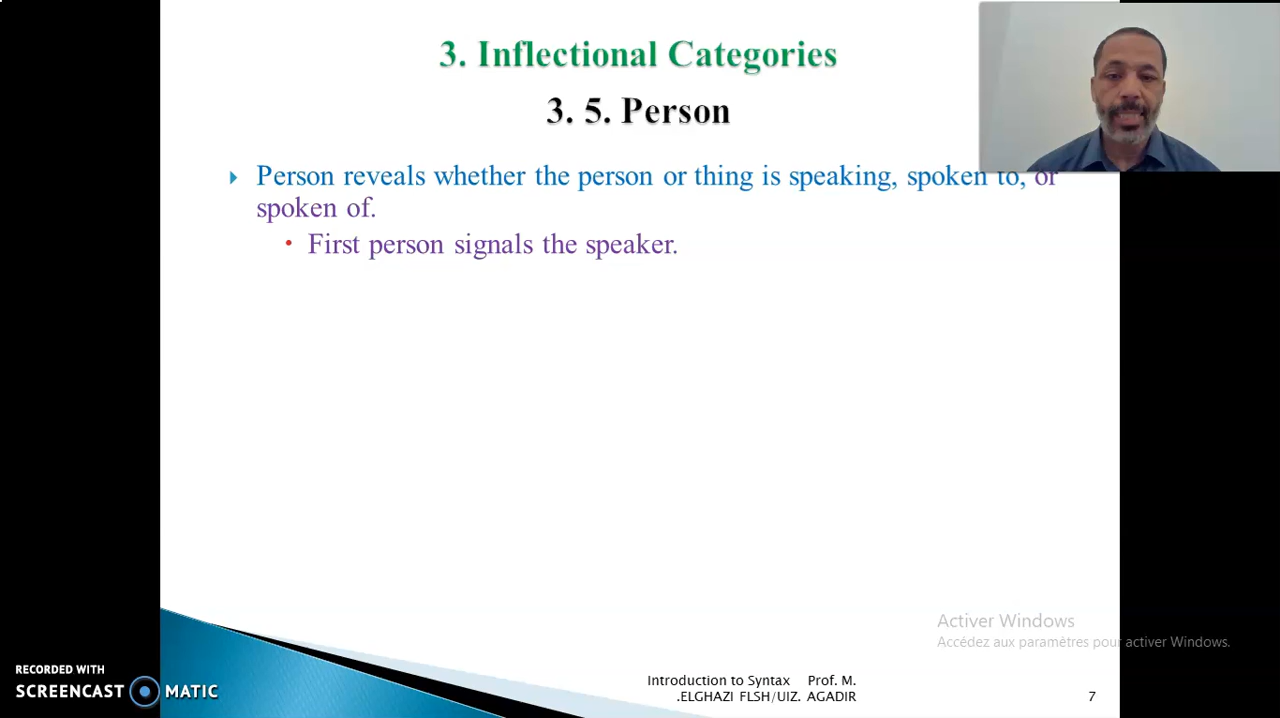 3. Inflectional Categories
3. 5. Person
Person reveals whether the person or thing is speaking, spoken to, or
spoken of.
• First person signals the speaker.
Activer Windows
Accédez aux paramètres pour activer Windows.
RECORDED WITH
SCREENCAST MATIC
Introduction to Syntax Prof. M.
.ELGHAZI FLSH/UIZ. AGADIR
7